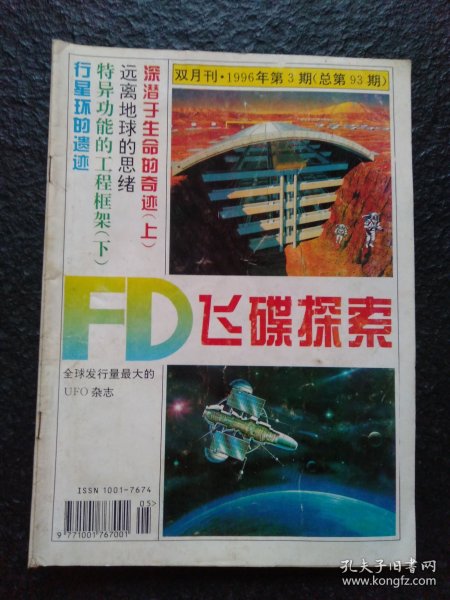 双月刊·1996年第3期(总第93期)
深潜于生命的奇迹(上)
远离地球的思绪
特异功能的工程框架(下)
行星环的遗迹
FD飞碟探索
全球发行量最大的
UFO 杂志
ISSN 1001-7674
05>
9 771001 767001
孔夫子旧书网
www.kongfz.com